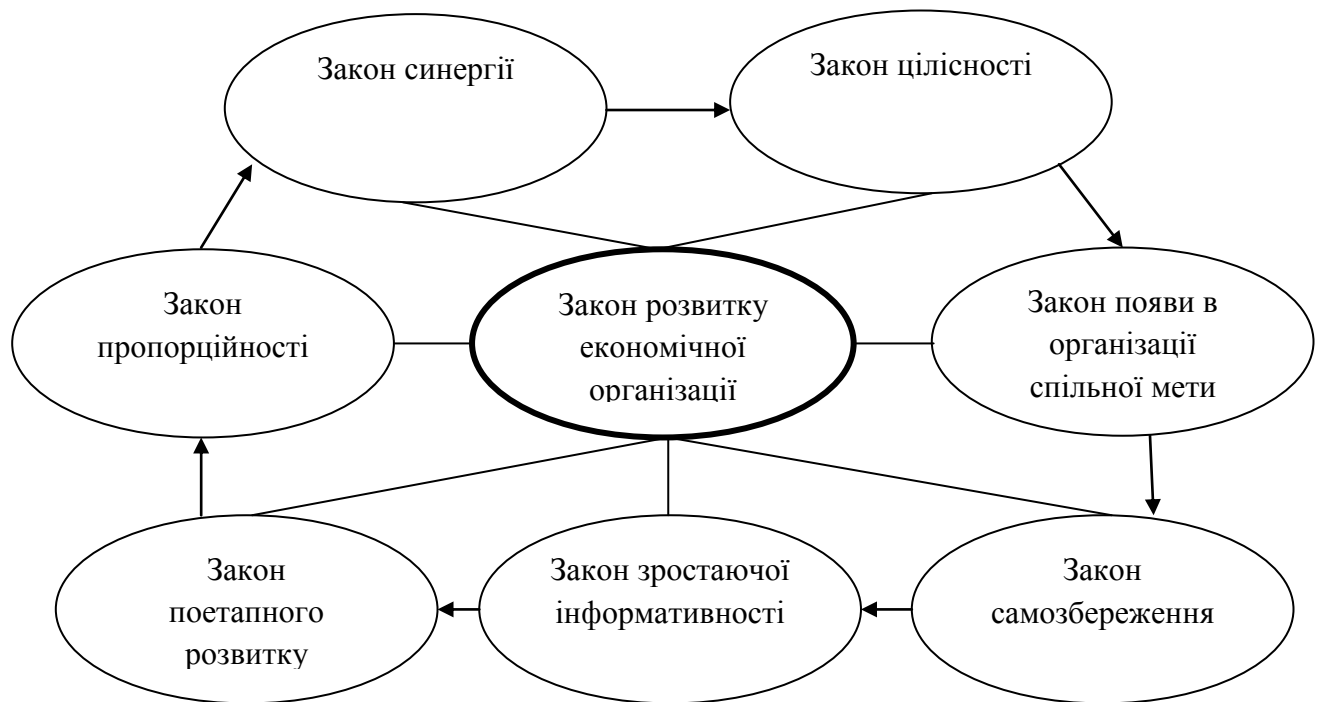 Закон синергії
Закон цілісності
Закон
пропорційності
Закон розвитку
економічної
організації
Закон появи в
організації
спільної мети
Закон
поетапного
розвитку
Закон зростаючої
інформативності
Закон
самозбереження